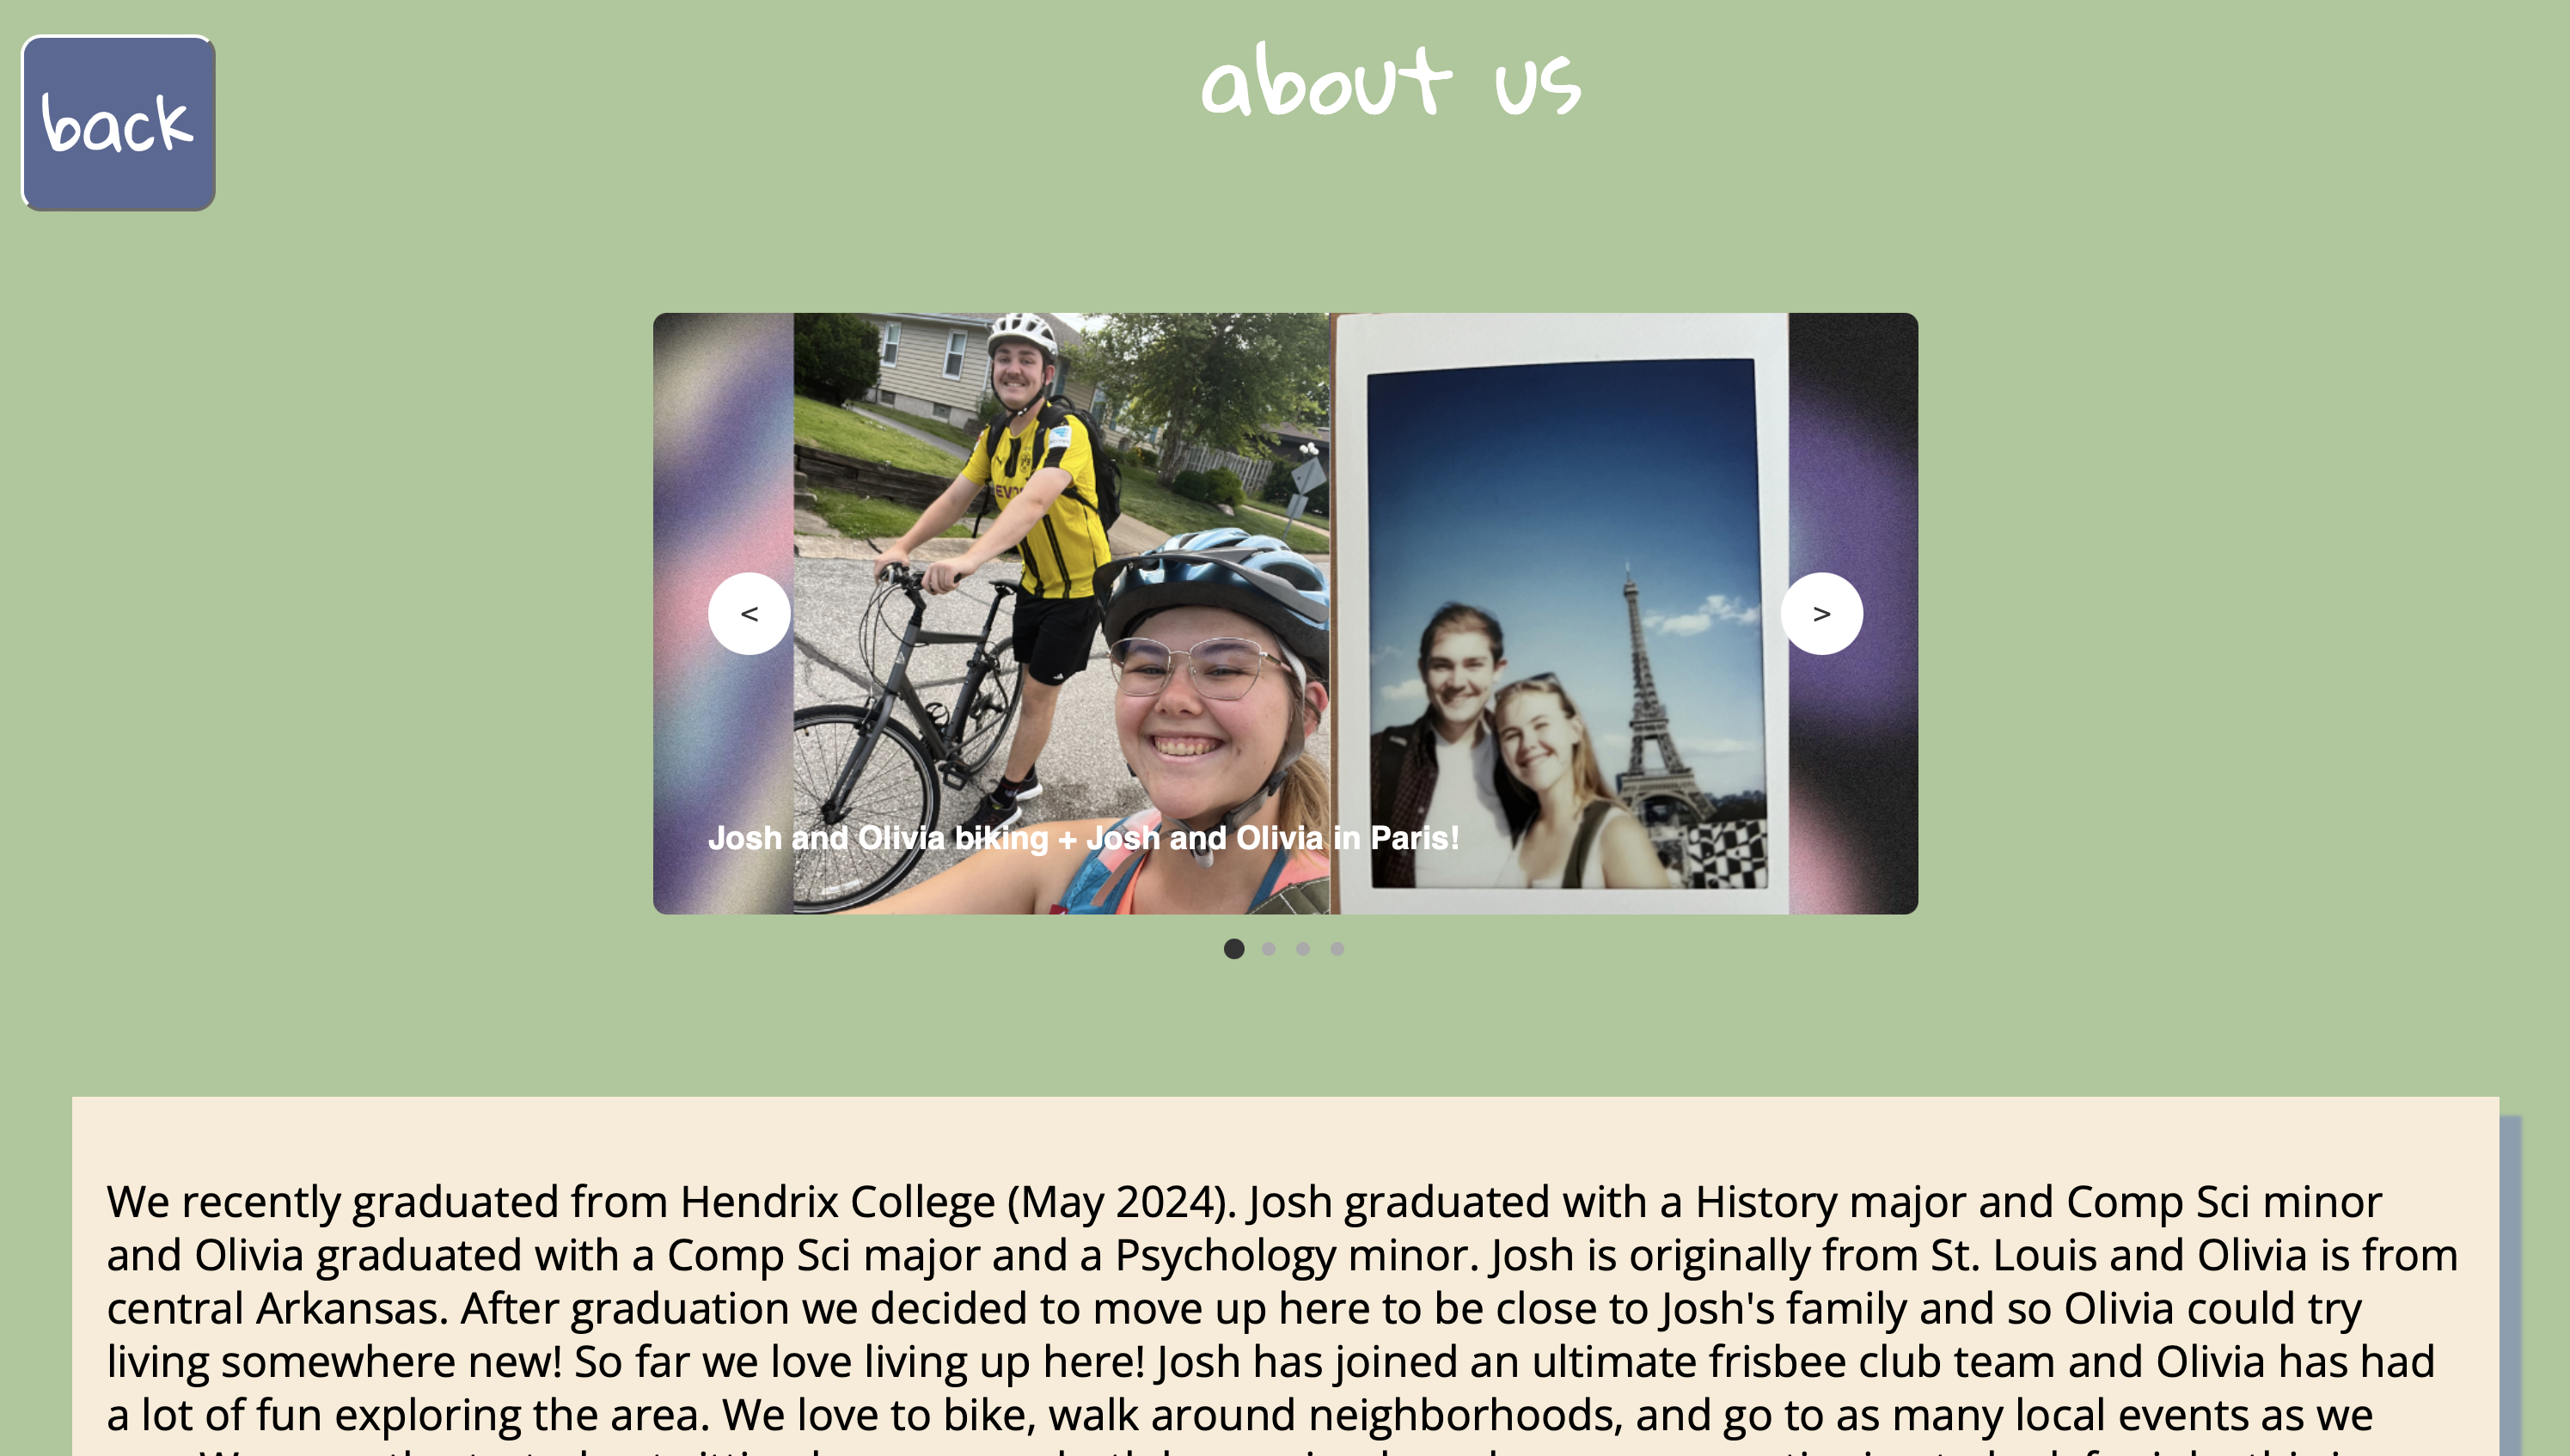 back
about us
<
>
Josh and Olivia biking + Josh and Olivia in Paris!
We recently graduated from Hendrix College (May 2024). Josh graduated with a History major and Comp Sci minor
and Olivia graduated with a Comp Sci major and a Psychology minor. Josh is originally from St. Louis and Olivia is from
central Arkansas. After graduation we decided to move up here to be close to Josh's family and so Olivia could try
living somewhere new! So far we love living up here! Josh has joined an ultimate frisbee club team and Olivia has had
a lot of fun exploring the area. We love to bike, walk around neighborhoods, and go to as many local events as we